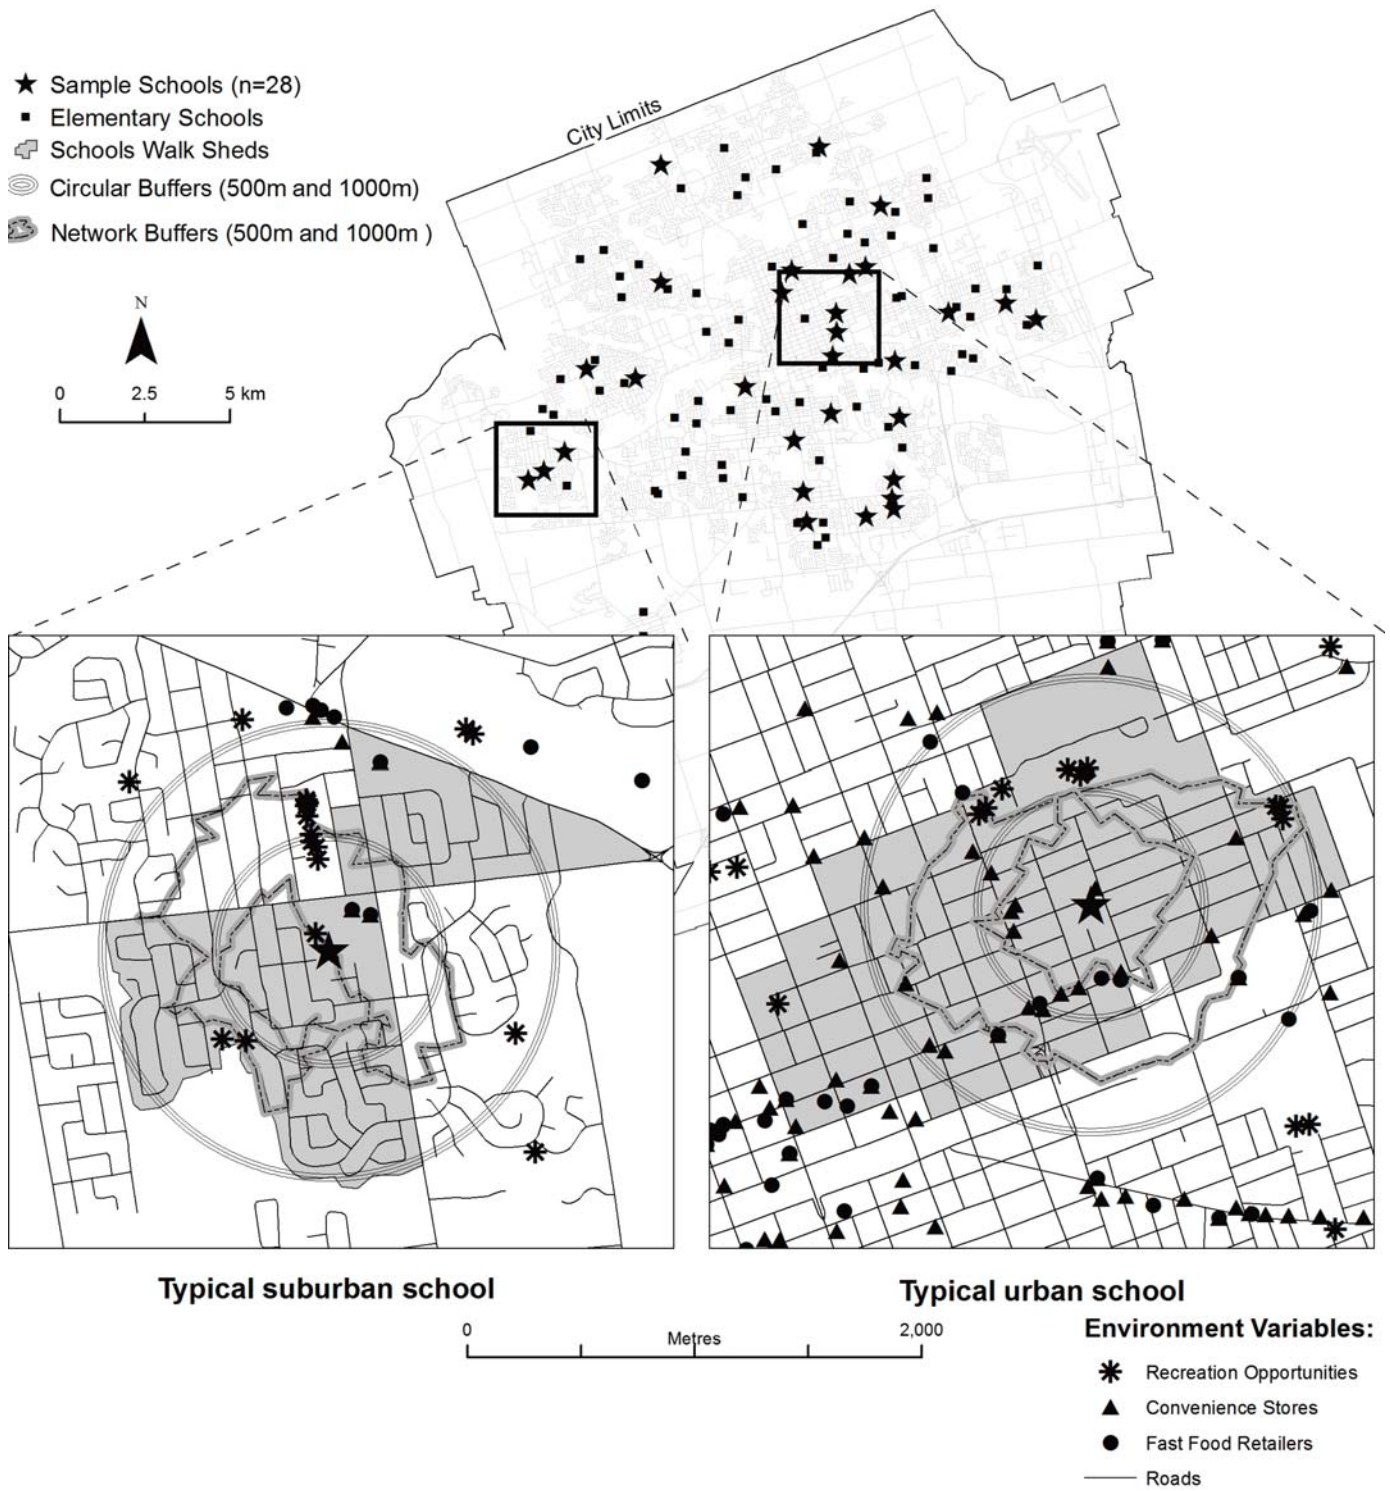 Sample Schools (n=28)
Elementary Schools
Schools Walk Sheds
Circular Buffers (500m and 1000m)
Network Buffers (500m and 1000m )
City Limits
N
0 2.5 5 km
Typical suburban school
Typical urban school
0 Metres 2,000
Environment Variables:
Recreation Opportunities
Convenience Stores
Fast Food Retailers
Roads